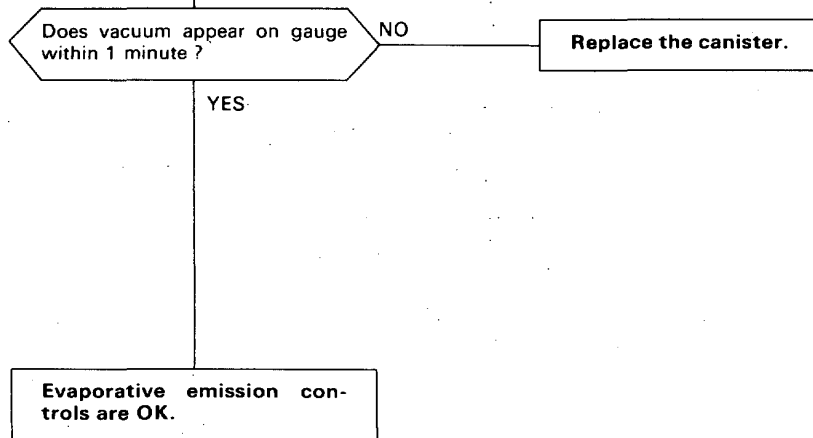 Does vacuum appear on gauge
within 1 minute ?
NO
Replace the canister.
YES
Evaporative emission con-
trols are OK.